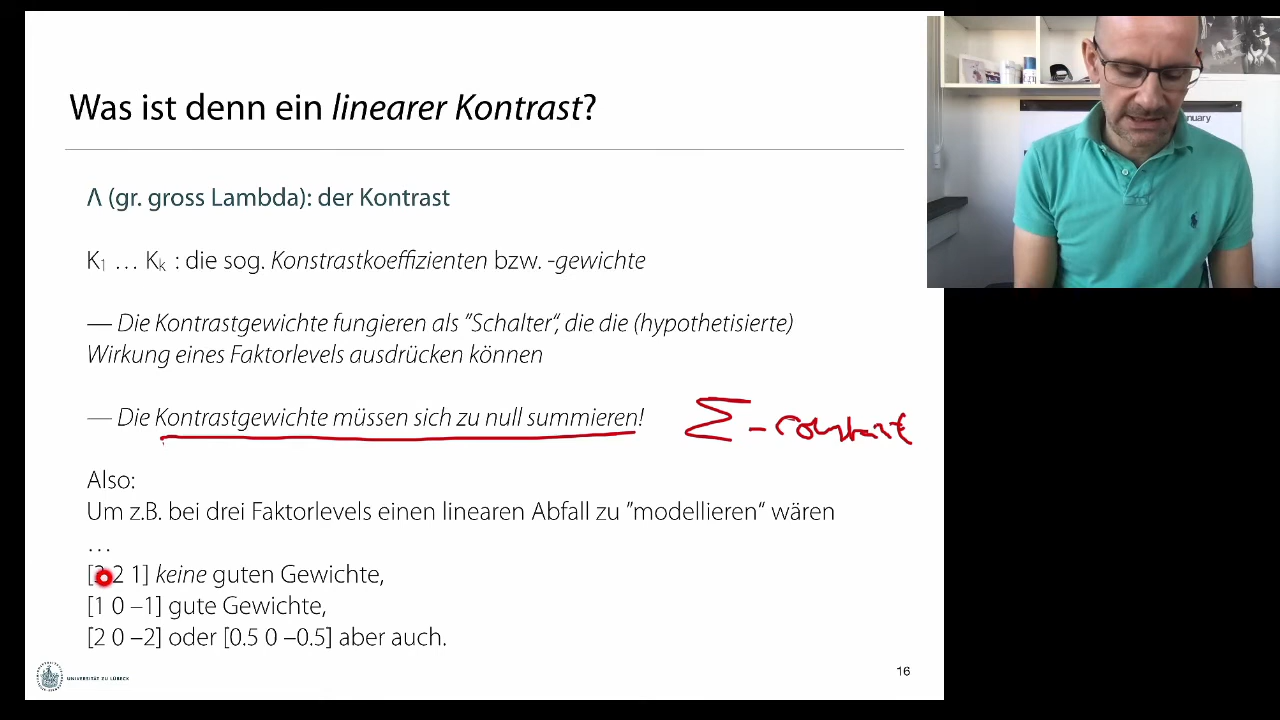 Was ist denn ein linearer Kontrast?
Λ (gr. gross Lambda): der Kontrast
K1 … Kk : die sog. Konstrastkoeffizienten bzw. -gewichte
— Die Kontrastgewichte fungieren als ”Schalter“, die die (hypothetisierte)
Wirkung eines Faktorlevels ausdrücken können
— Die Kontrastgewichte müssen sich zu null summieren!
Σ -
Also:
Um z.B. bei drei Faktorlevels einen linearen Abfall zu ”modellieren“ wären
…
2 1] keine guten Gewichte,
[1 0 –1] gute Gewichte,
[2 0 –2] oder [0.5 0 –0.5] aber auch.
UNIVERSITÄT ZU LÜBECK
16